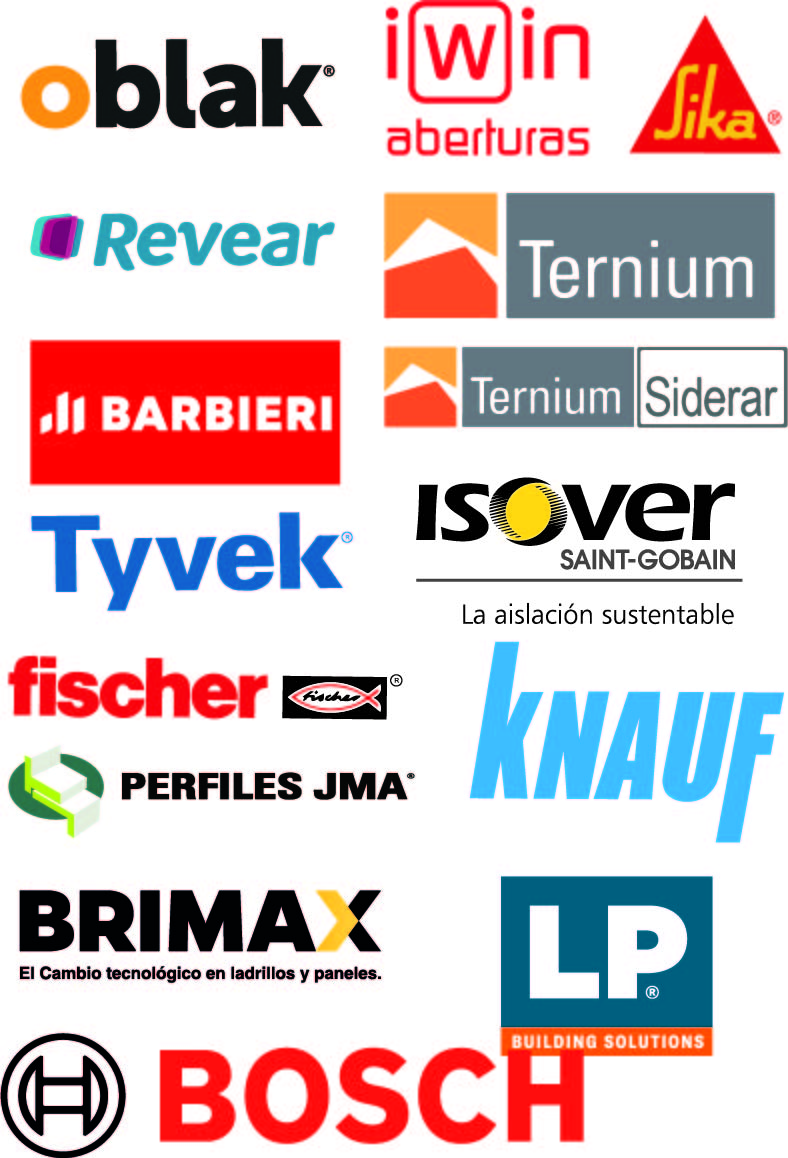 oblak®
iwin
aberturas
Sika®
Revear
Ternium
BARBIERI
Ternium Siderar
Tyvek®
ISOVER
SAINT-GOBAIN
La aislación sustentable
fischer fischer ®
KNAUF
PERFILES JMA®
BRIMAX
El Cambio tecnológico en ladrillos y paneles.
LP®
BUILDING SOLUTIONS
BOSCH